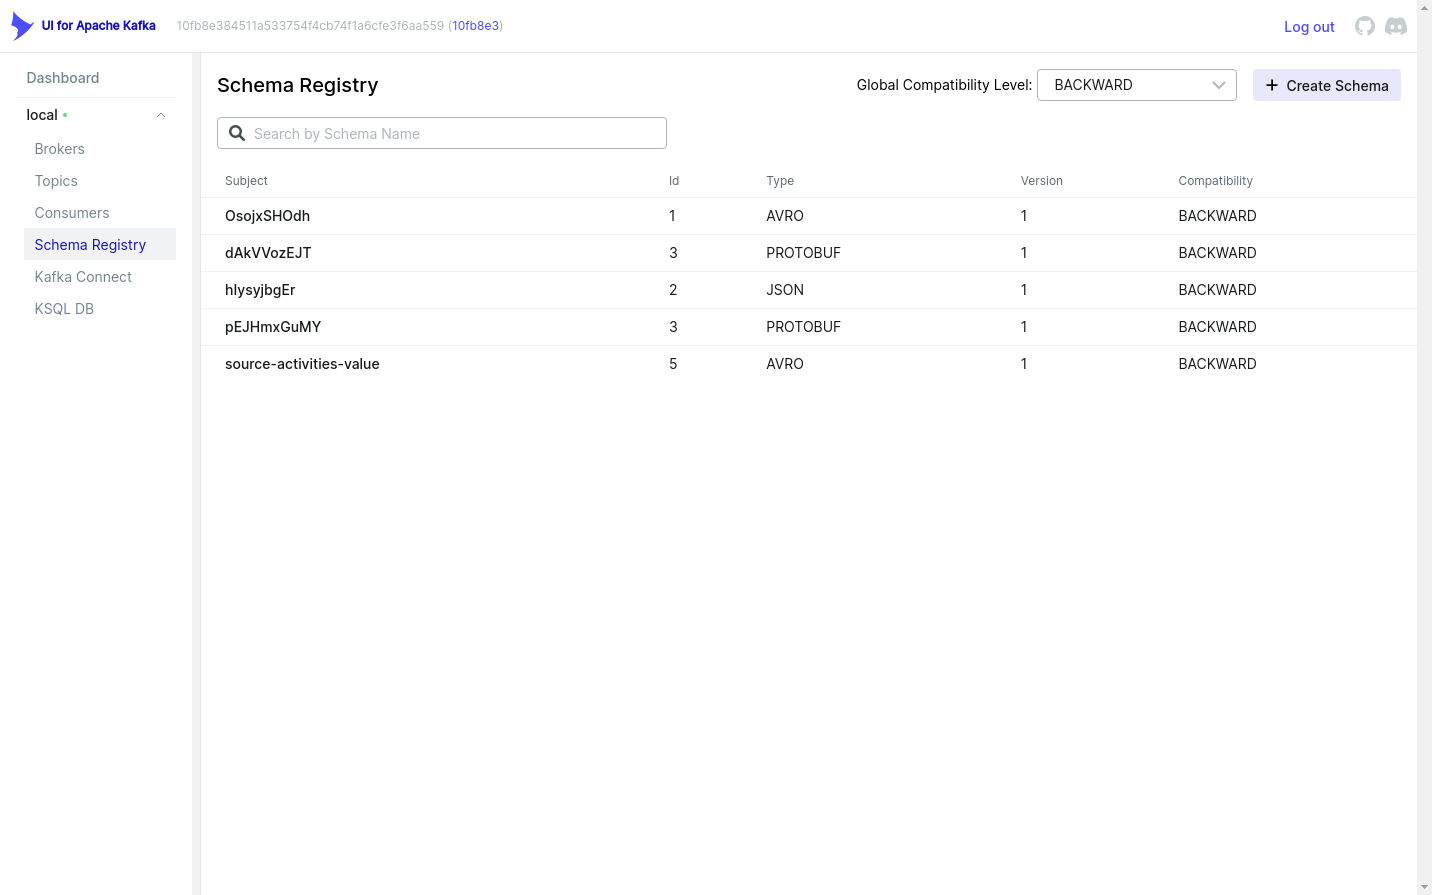 UI for Apache Kafka 10fb8e384511a533754f4cb74f1a6cfe3f6aa559 (10fb8e3) Log out
Dashboard
local
Brokers
Topics
Consumers
Schema Registry
Kafka Connect
KSQL DB
Schema Registry Global Compatibility Level: BACKWARD Create Schema
Search by Schema Name
Subject Id Type Version Compatibility
OsojxSHOdh 1 AVRO 1 BACKWARD
dAkVVozEJT 3 PROTOBUF 1 BACKWARD
hlysyjbgEr 2 JSON 1 BACKWARD
pEJHmxGuMY 3 PROTOBUF 1 BACKWARD
source-activities-value 5 AVRO 1 BACKWARD